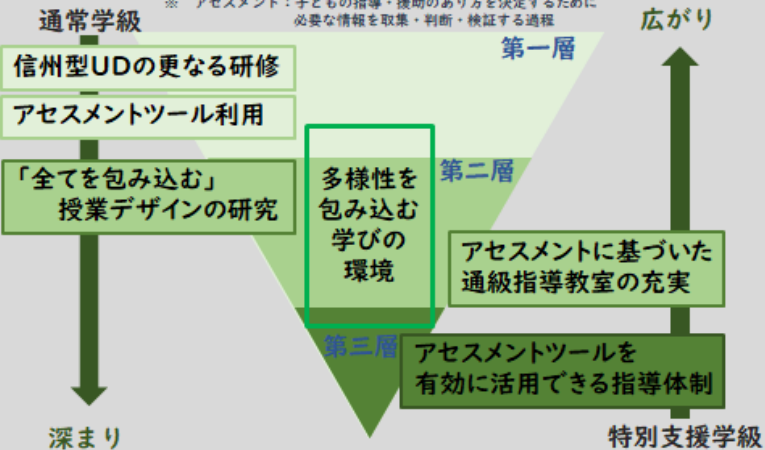 ※　アセスメント：子どもの指導・援助のあり方を決定するために
必要な情報を収集・判断・検証する過程
通常学級
広がり
第一層
信州型UDの更なる研修
アセスメントツール利用
第二層
「全てを包み込む」
授業デザインの研究
多様性を
包み込む
学びの
環境
アセスメントに基づいた
通級指導教室の充実
第三層
アセスメントツールを
有効に活用できる指導体制
深まり
特別支援学級